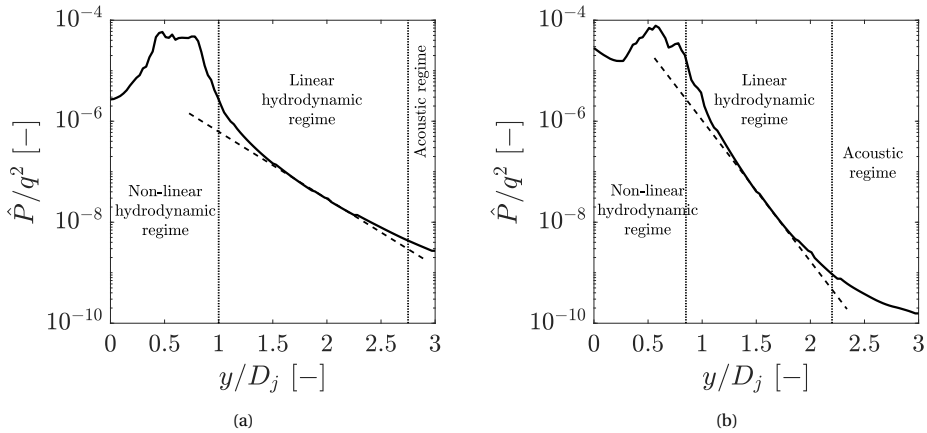 10^{-4}
10^{-6}
10^{-8}
10^{-10}
P̂/q² [−]
Non-linear
hydrodynamic
regime
Linear
hydrodynamic
regime
Acoustic regime
0 0.5 1 1.5 2 2.5 3
y/D_j [−]
(a)
10^{-4}
10^{-6}
10^{-8}
10^{-10}
P̂/q² [−]
Non-linear
hydrodynamic
regime
Linear
hydrodynamic
regime
Acoustic
regime
0 0.5 1 1.5 2 2.5 3
y/D_j [−]
(b)